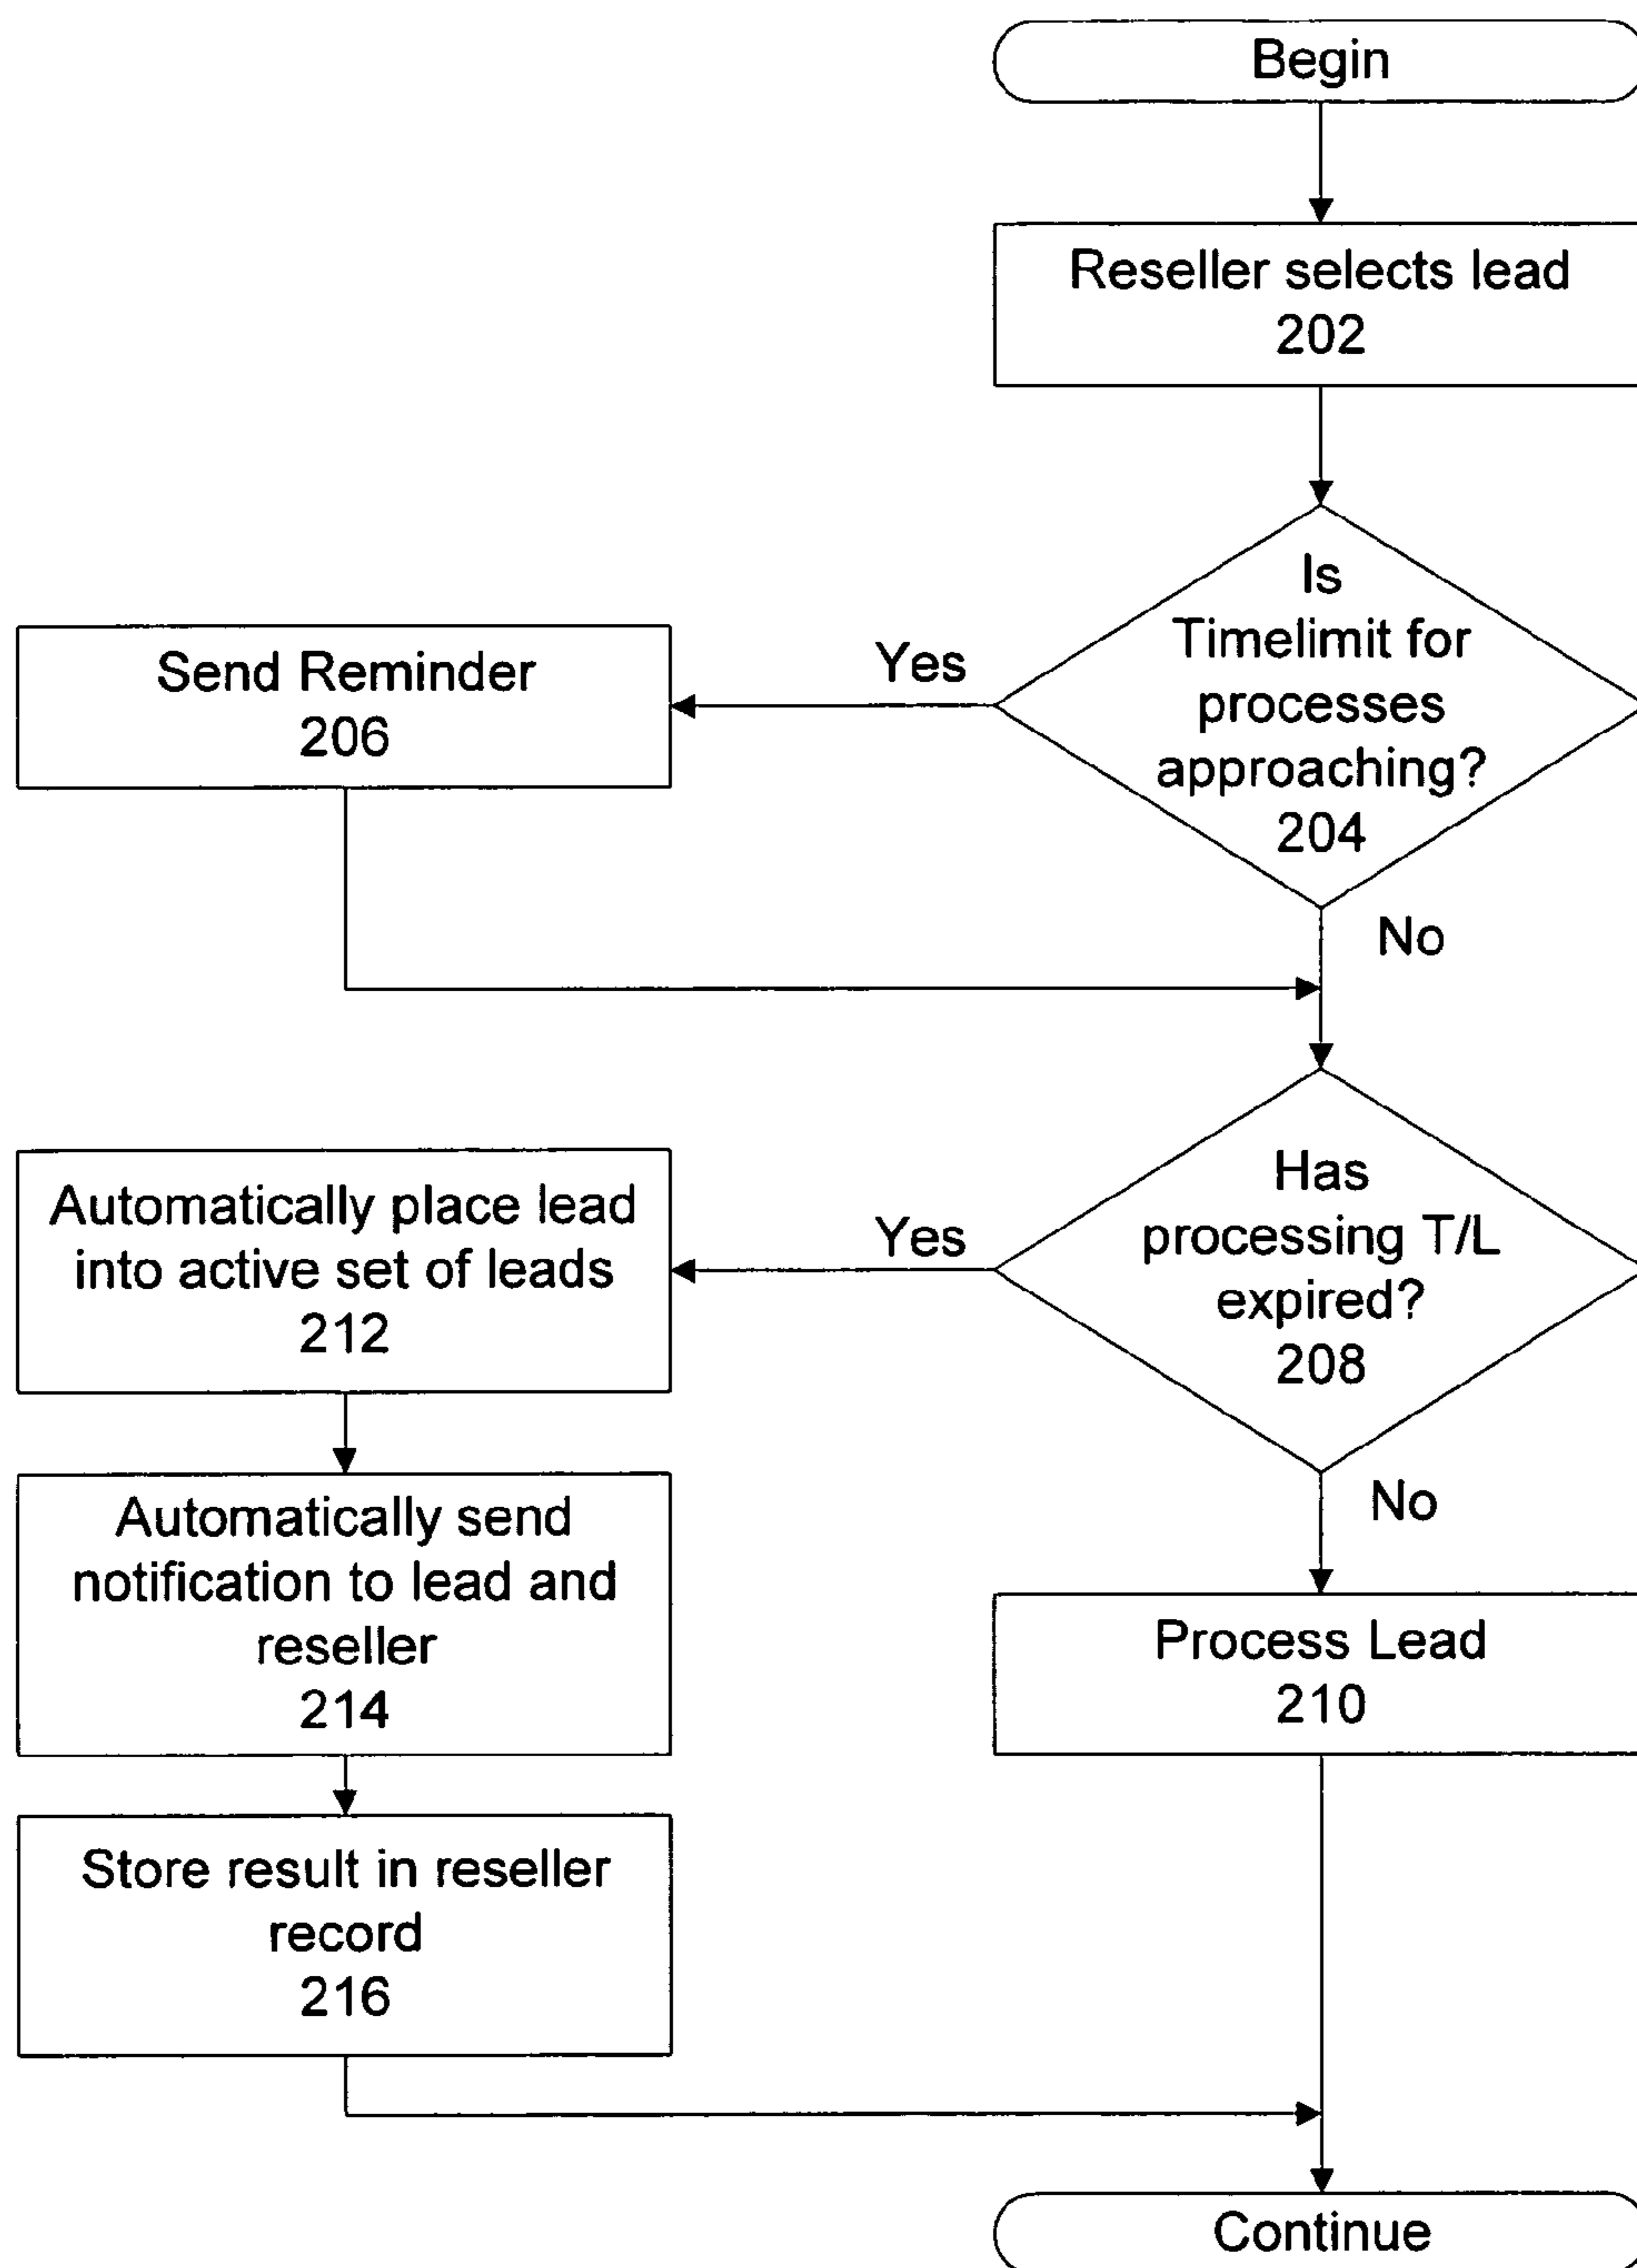 Begin
Reseller selects lead
202
Is
Timelimit for
processes
approaching?
204
Yes
Send Reminder
206
No
Has
processing T/L
expired?
208
Yes
Automatically place lead
into active set of leads
212
No
Automatically send
notification to lead and
reseller
214
Process Lead
210
Store result in reseller
record
216
Continue